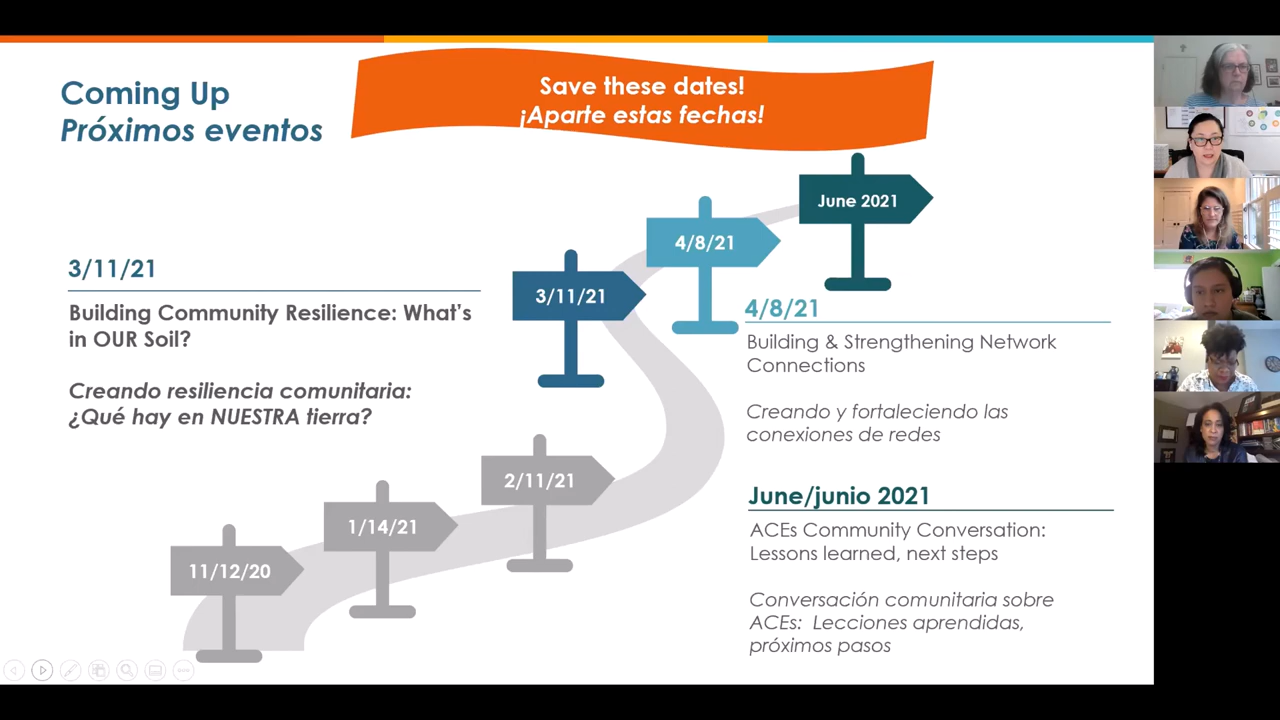 Coming Up
Próximos eventos
Save these dates!
¡Aparte estas fechas!
June 2021
4/8/21
3/11/21
3/11/21
Building Community Resilience: What's
in OUR Soil?
Creando resiliencia comunitaria:
¿Qué hay en NUESTRA tierra?
4/8/21
Building & Strengthening Network
Connections
Creando y fortaleciendo las
conexiones de redes
2/11/21
1/14/21
11/12/20
June/junio 2021
ACEs Community Conversation:
Lessons learned, next steps
Conversación comunitaria sobre
ACEs: Lecciones aprendidas,
próximos pasos